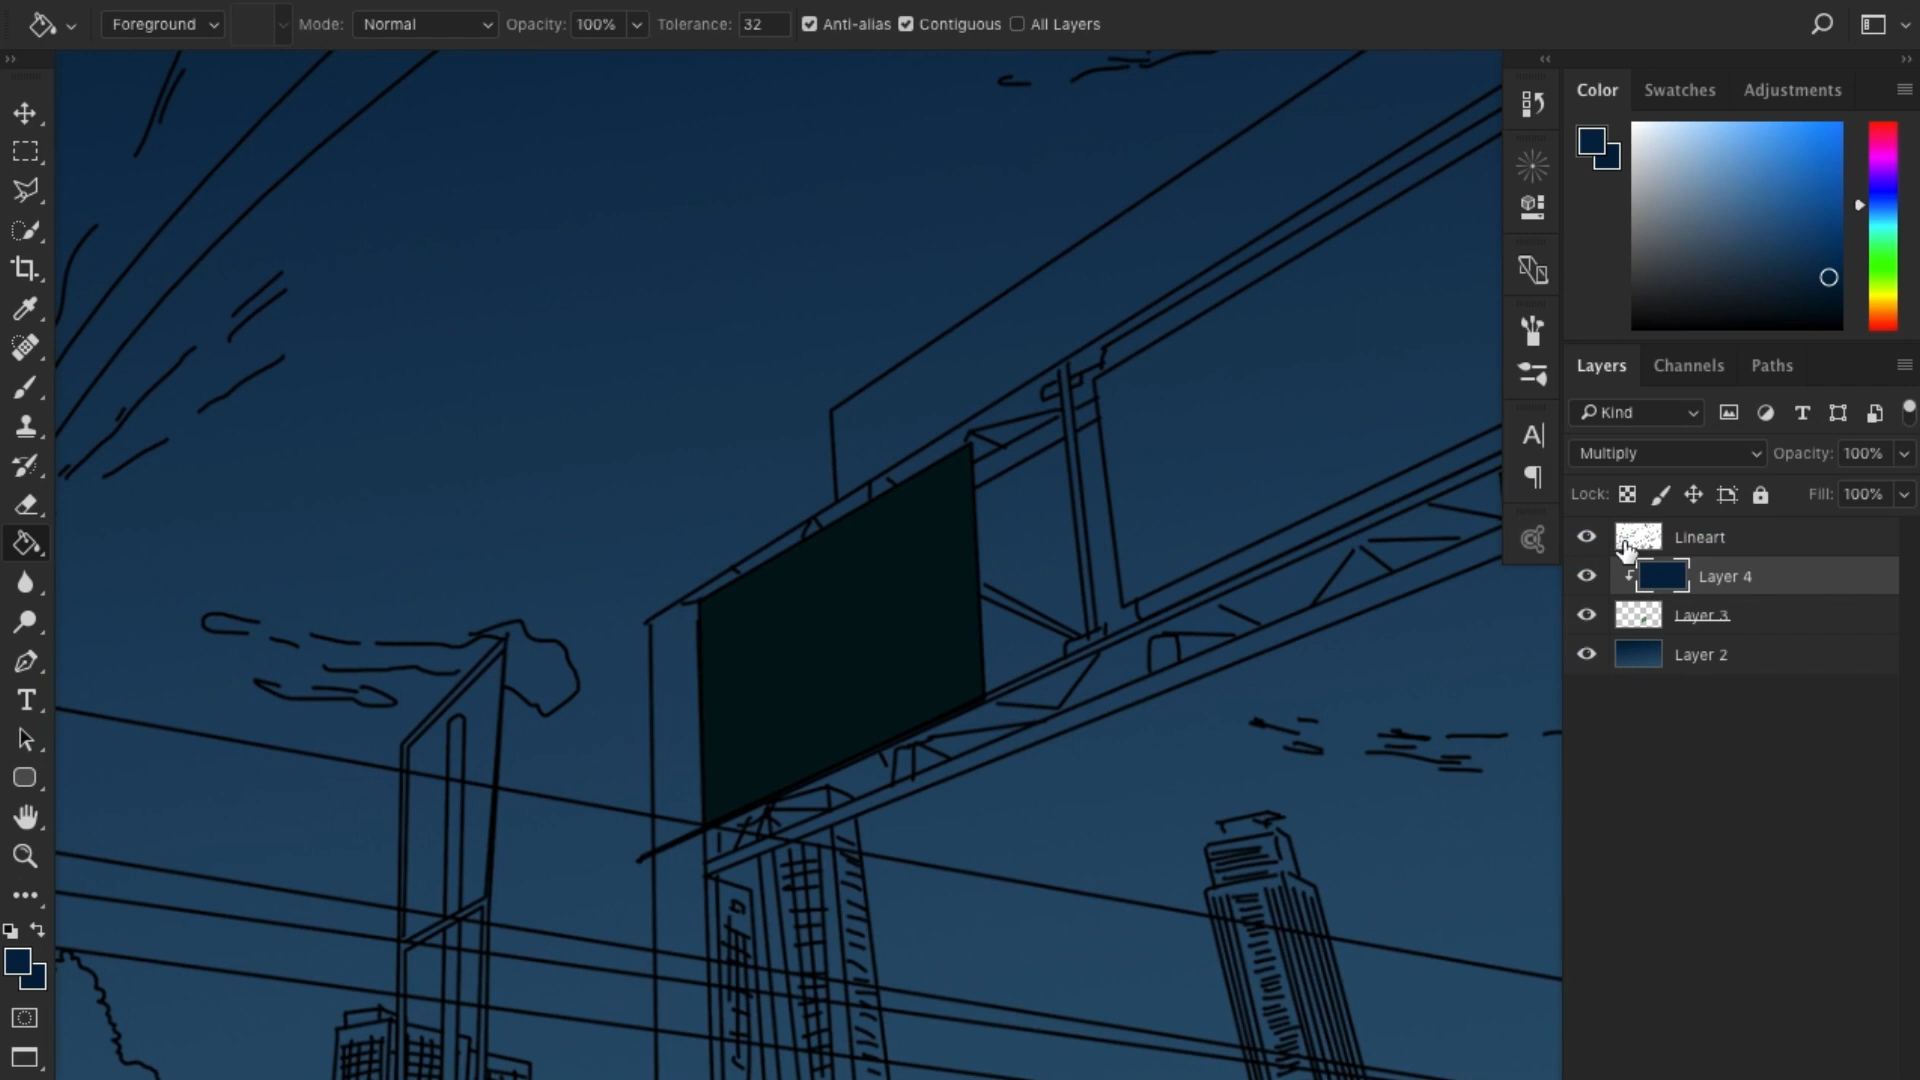 Foreground Mode: Normal Opacity: 100% Tolerance: 32 Anti-alias Contiguous All Layers
Color Swatches Adjustments
Layers Channels Paths
Kind
Multiply Opacity: 100%
Lock: Fill: 100%
Lineart
Layer 4
Layer 3
Layer 2